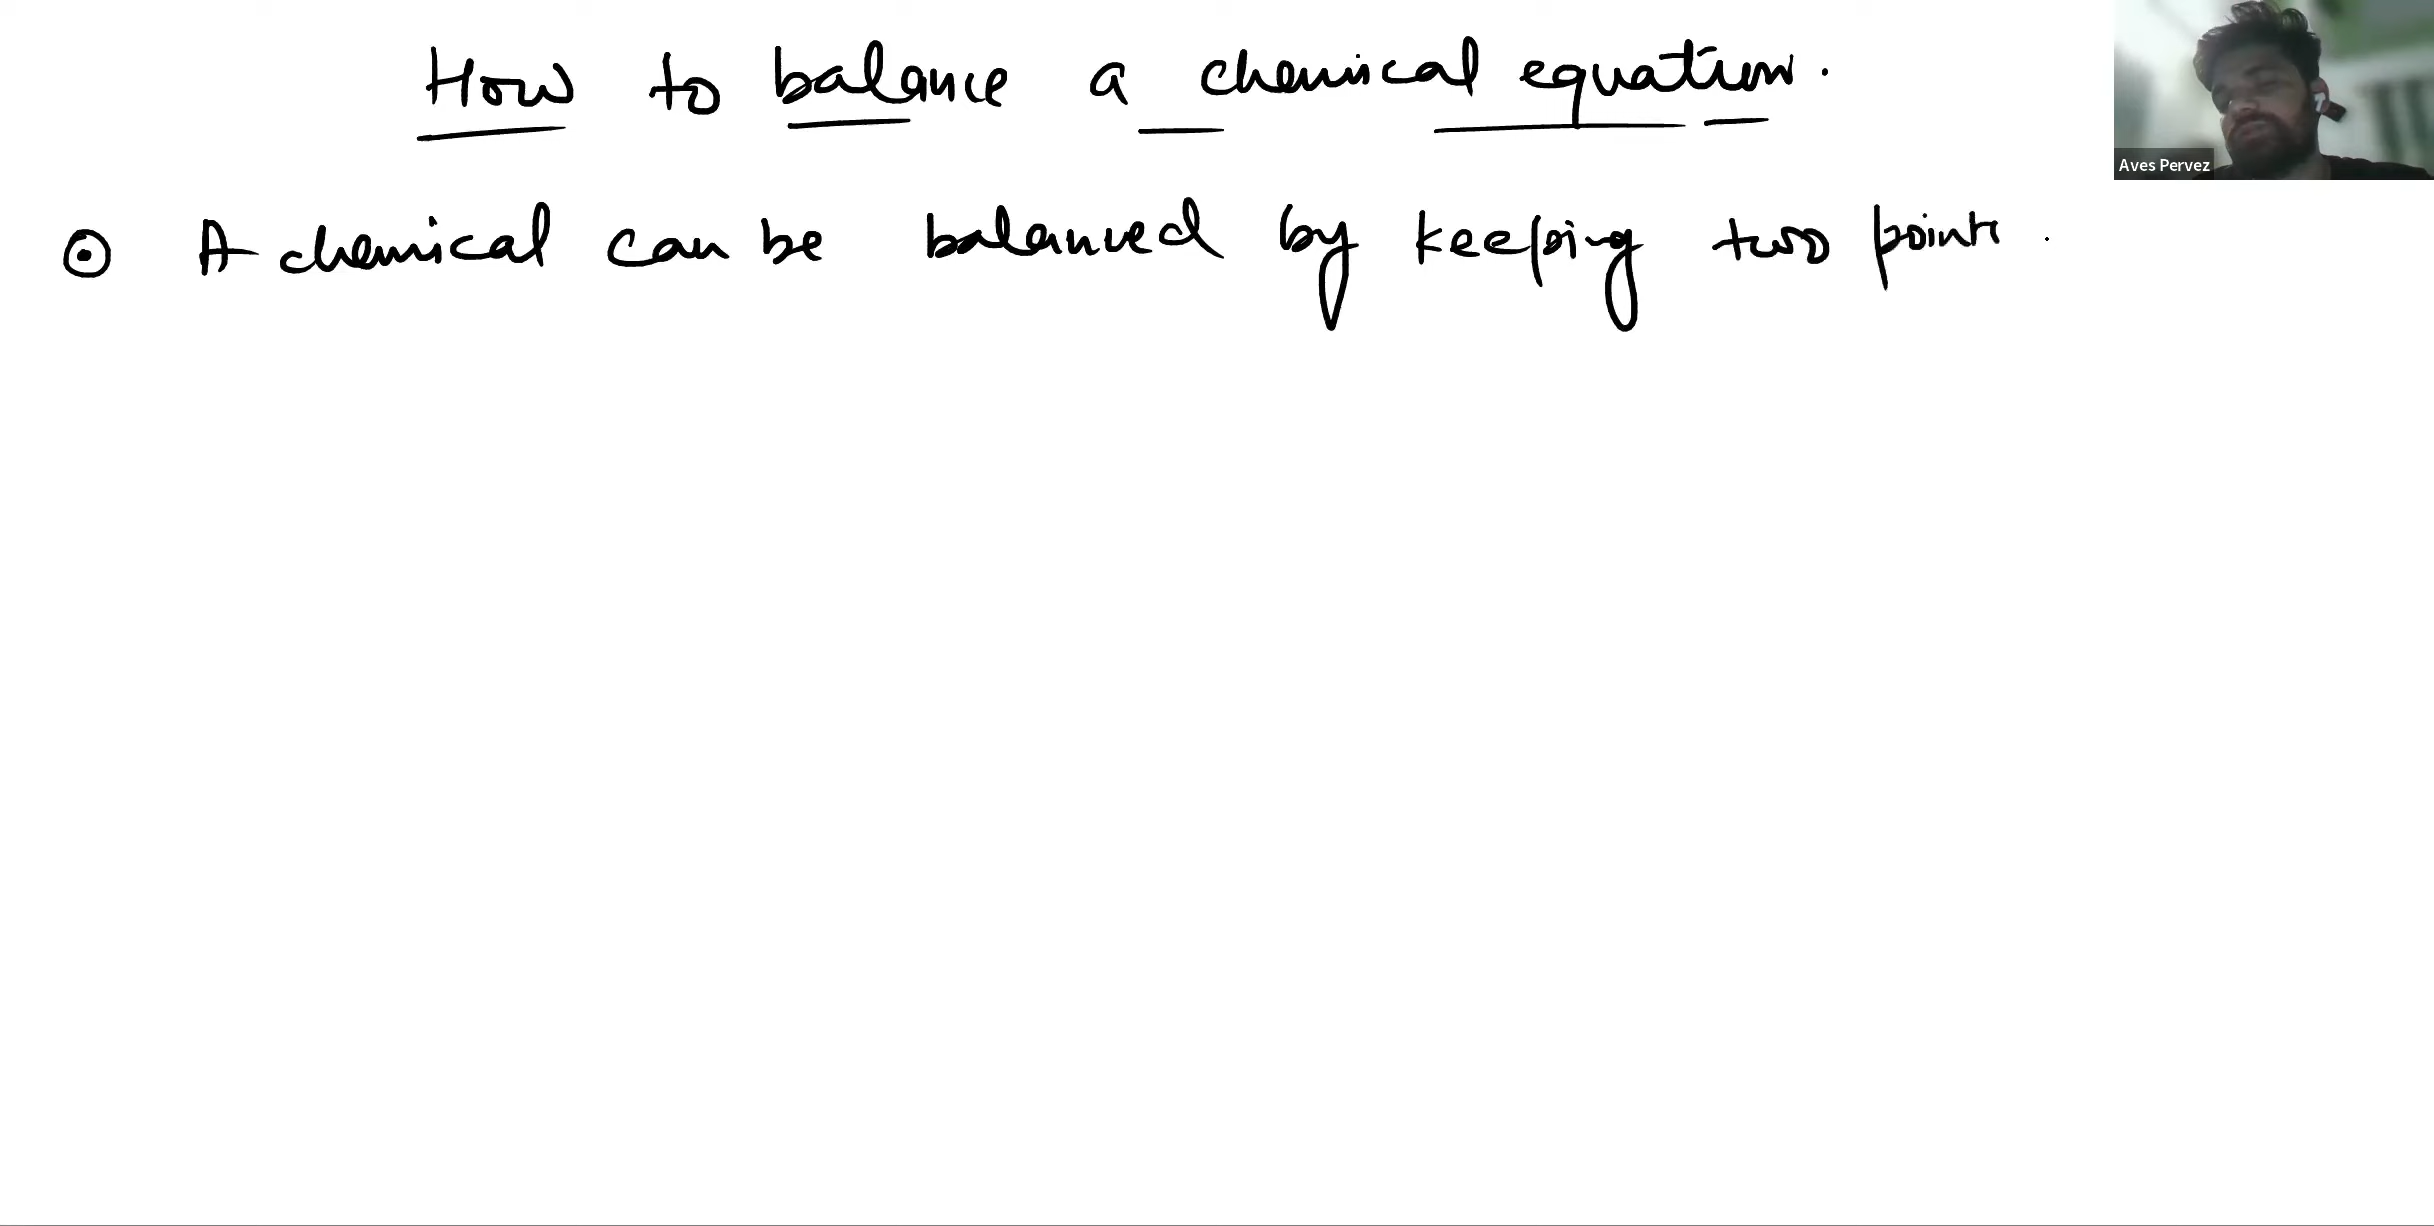 How to balance a chemical equation.
Aves Pervez
⊙ A chemical can be balanced by keeping two points.